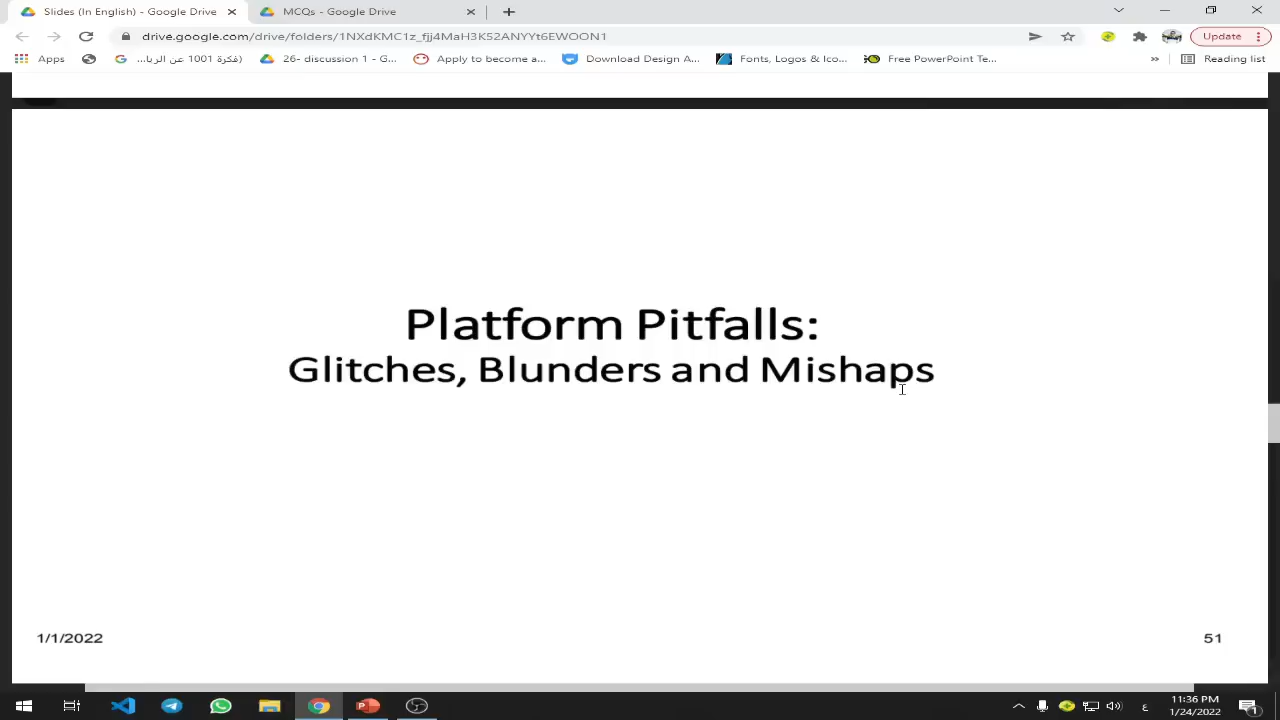 Slides (In English) - Google Drive
MCQs - Google Drive
drive.google.com/drive/folders/1NXdKMC1z_fjj4MaH3K52ANYYt6EWOON1
Update
Apps
فكرة 1001 عن الريا...)
26- discussion 1 - G...
Apply to become a...
Download Design A...
Fonts, Logos & Ico...
Free PowerPoint Te...
Reading list
Platform Pitfalls:
Glitches, Blunders and Mishaps
1/1/2022
51
ع
11:36 PM
1/24/2022
1